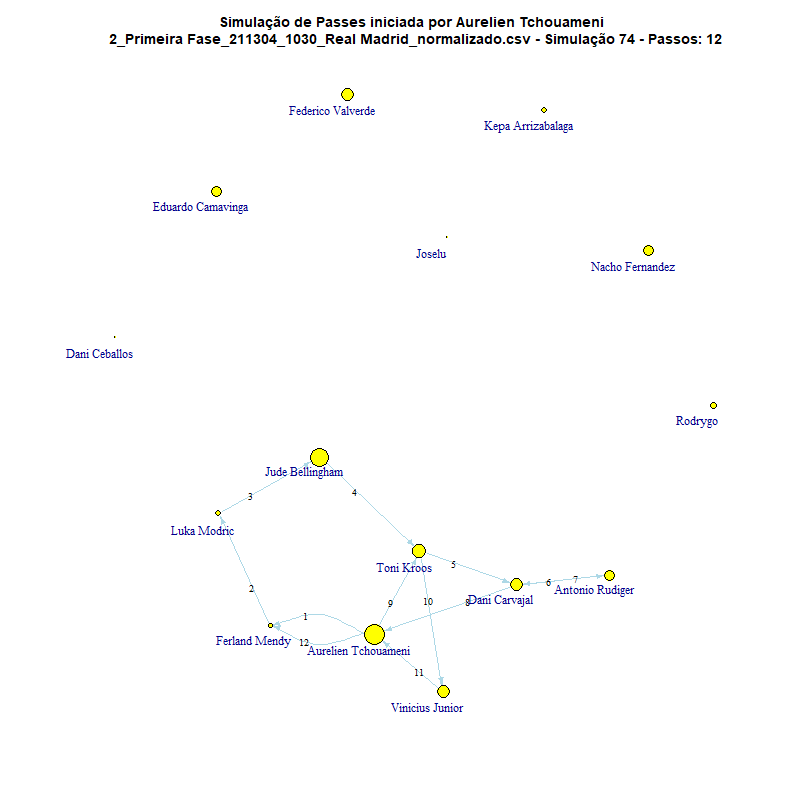 Simulação de Passes iniciada por Aurelien Tchouameni
2_Primeira Fase_211304_1030_Real Madrid_normalizado.csv - Simulação 74 - Passos: 12
Federico Valverde
Kepa Arrizabalaga
Eduardo Camavinga
Joselu
Nacho Fernandez
Dani Ceballos
Rodrygo
Jude Bellingham
3
4
Luka Modric
Toni Kroos
5
6
7
Dani Carvajal
Antonio Rudiger
2
9
10
8
1
Ferland Mendy
12
Aurelien Tchouameni
11
Vinicius Junior